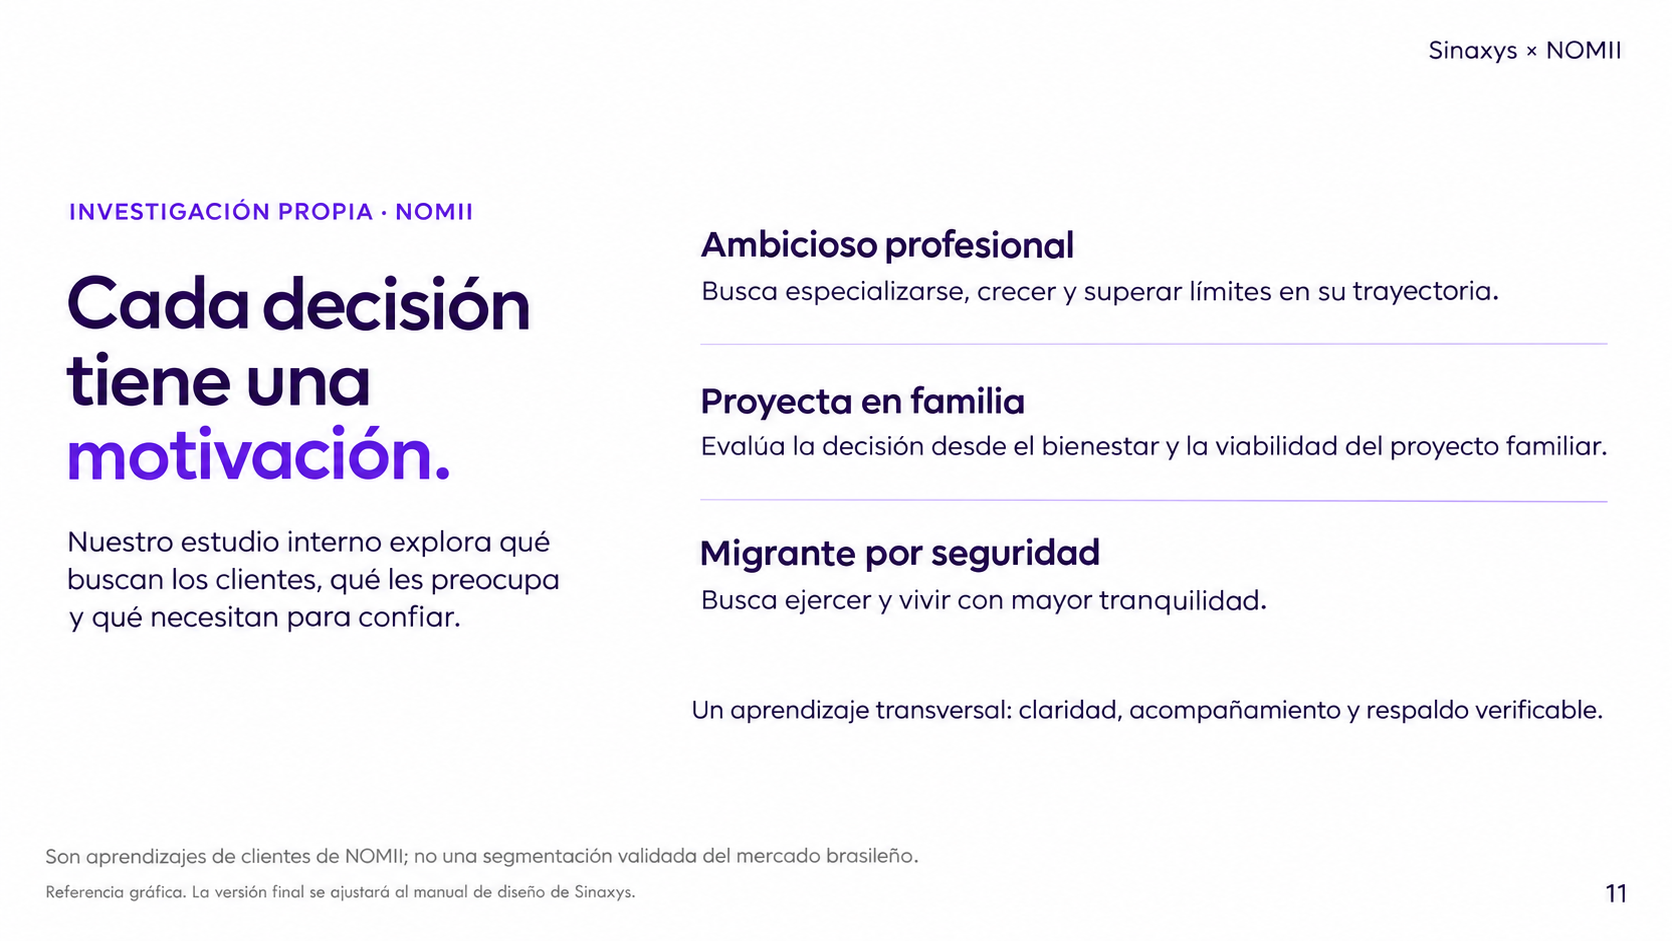 Sinaxys × NOMII
INVESTIGACIÓN PROPIA · NOMII
Cada decisión
tiene una
motivación.
Nuestro estudio interno explora qué
buscan los clientes, qué les preocupa
y qué necesitan para confiar.
Ambicioso profesional
Busca especializarse, crecer y superar límites en su trayectoria.
Proyecta en familia
Evalúa la decisión desde el bienestar y la viabilidad del proyecto familiar.
Migrante por seguridad
Busca ejercer y vivir con mayor tranquilidad.
Un aprendizaje transversal: claridad, acompañamiento y respaldo verificable.
Son aprendizajes de clientes de NOMII; no una segmentación validada del mercado brasileño.
Referencia gráfica. La versión final se ajustará al manual de diseño de Sinaxys.
11